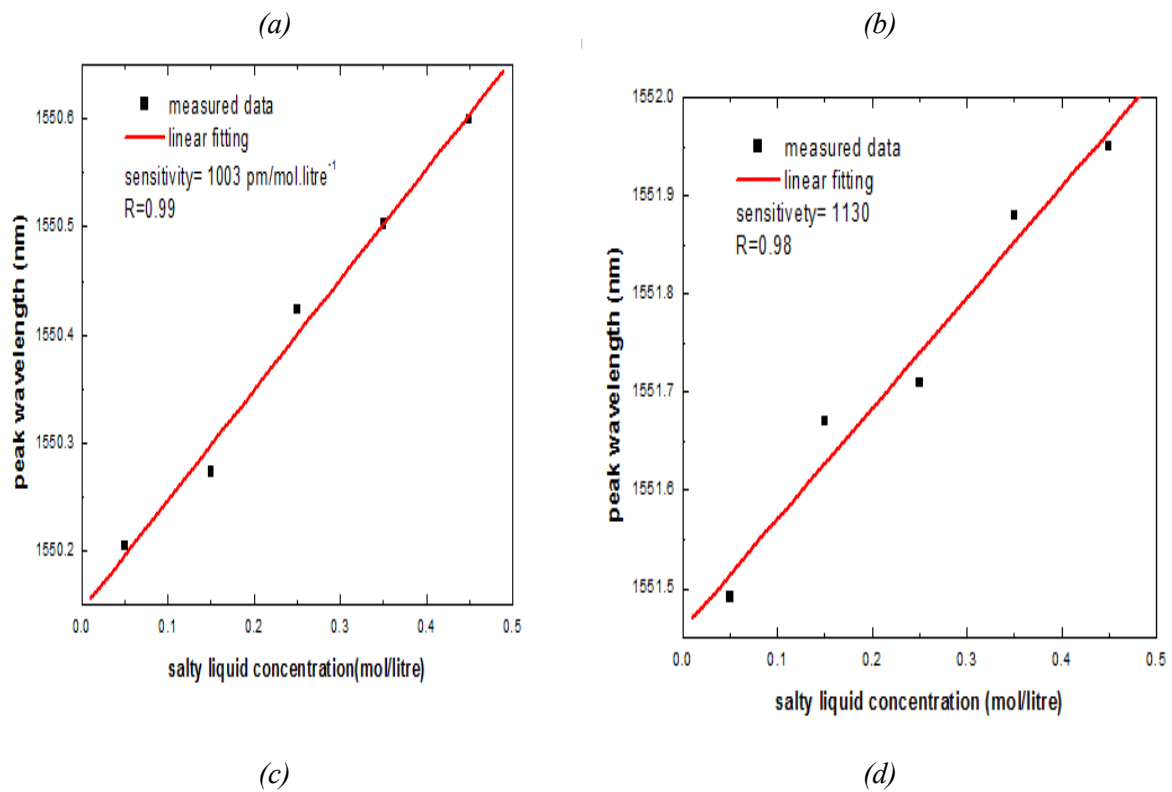 (a)
(b)
measured data
linear fitting
sensitivity= 1003 pm/mol.litre⁻¹
R=0.99
peak wavelength (nm)
1550.6
1550.5
1550.4
1550.3
1550.2
0.0 0.1 0.2 0.3 0.4 0.5
salty liquid concentration(mol/litre)
measured data
linear fitting
sensitivety= 1130
R=0.98
peak wavelength (nm)
1552.0
1551.9
1551.8
1551.7
1551.6
1551.5
0.0 0.1 0.2 0.3 0.4 0.5
salty liquid concentration (mol/litre)
(c)
(d)